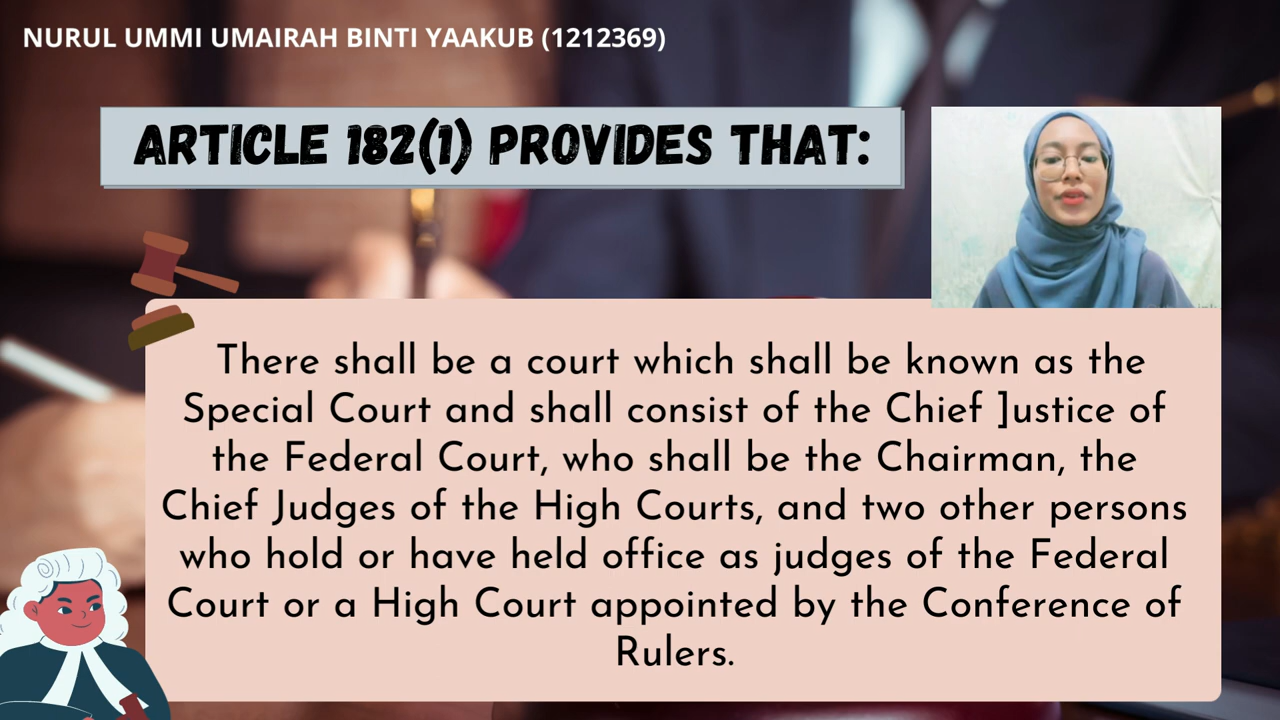 NURUL UMMI UMAIRAH BINTI YAAKUB (1212369)
ARTICLE 182(1) PROVIDES THAT:
There shall be a court which shall be known as the
Special Court and shall consist of the Chief ]ustice of
the Federal Court, who shall be the Chairman, the
Chief Judges of the High Courts, and two other persons
who hold or have held office as judges of the Federal
Court or a High Court appointed by the Conference of
Rulers.